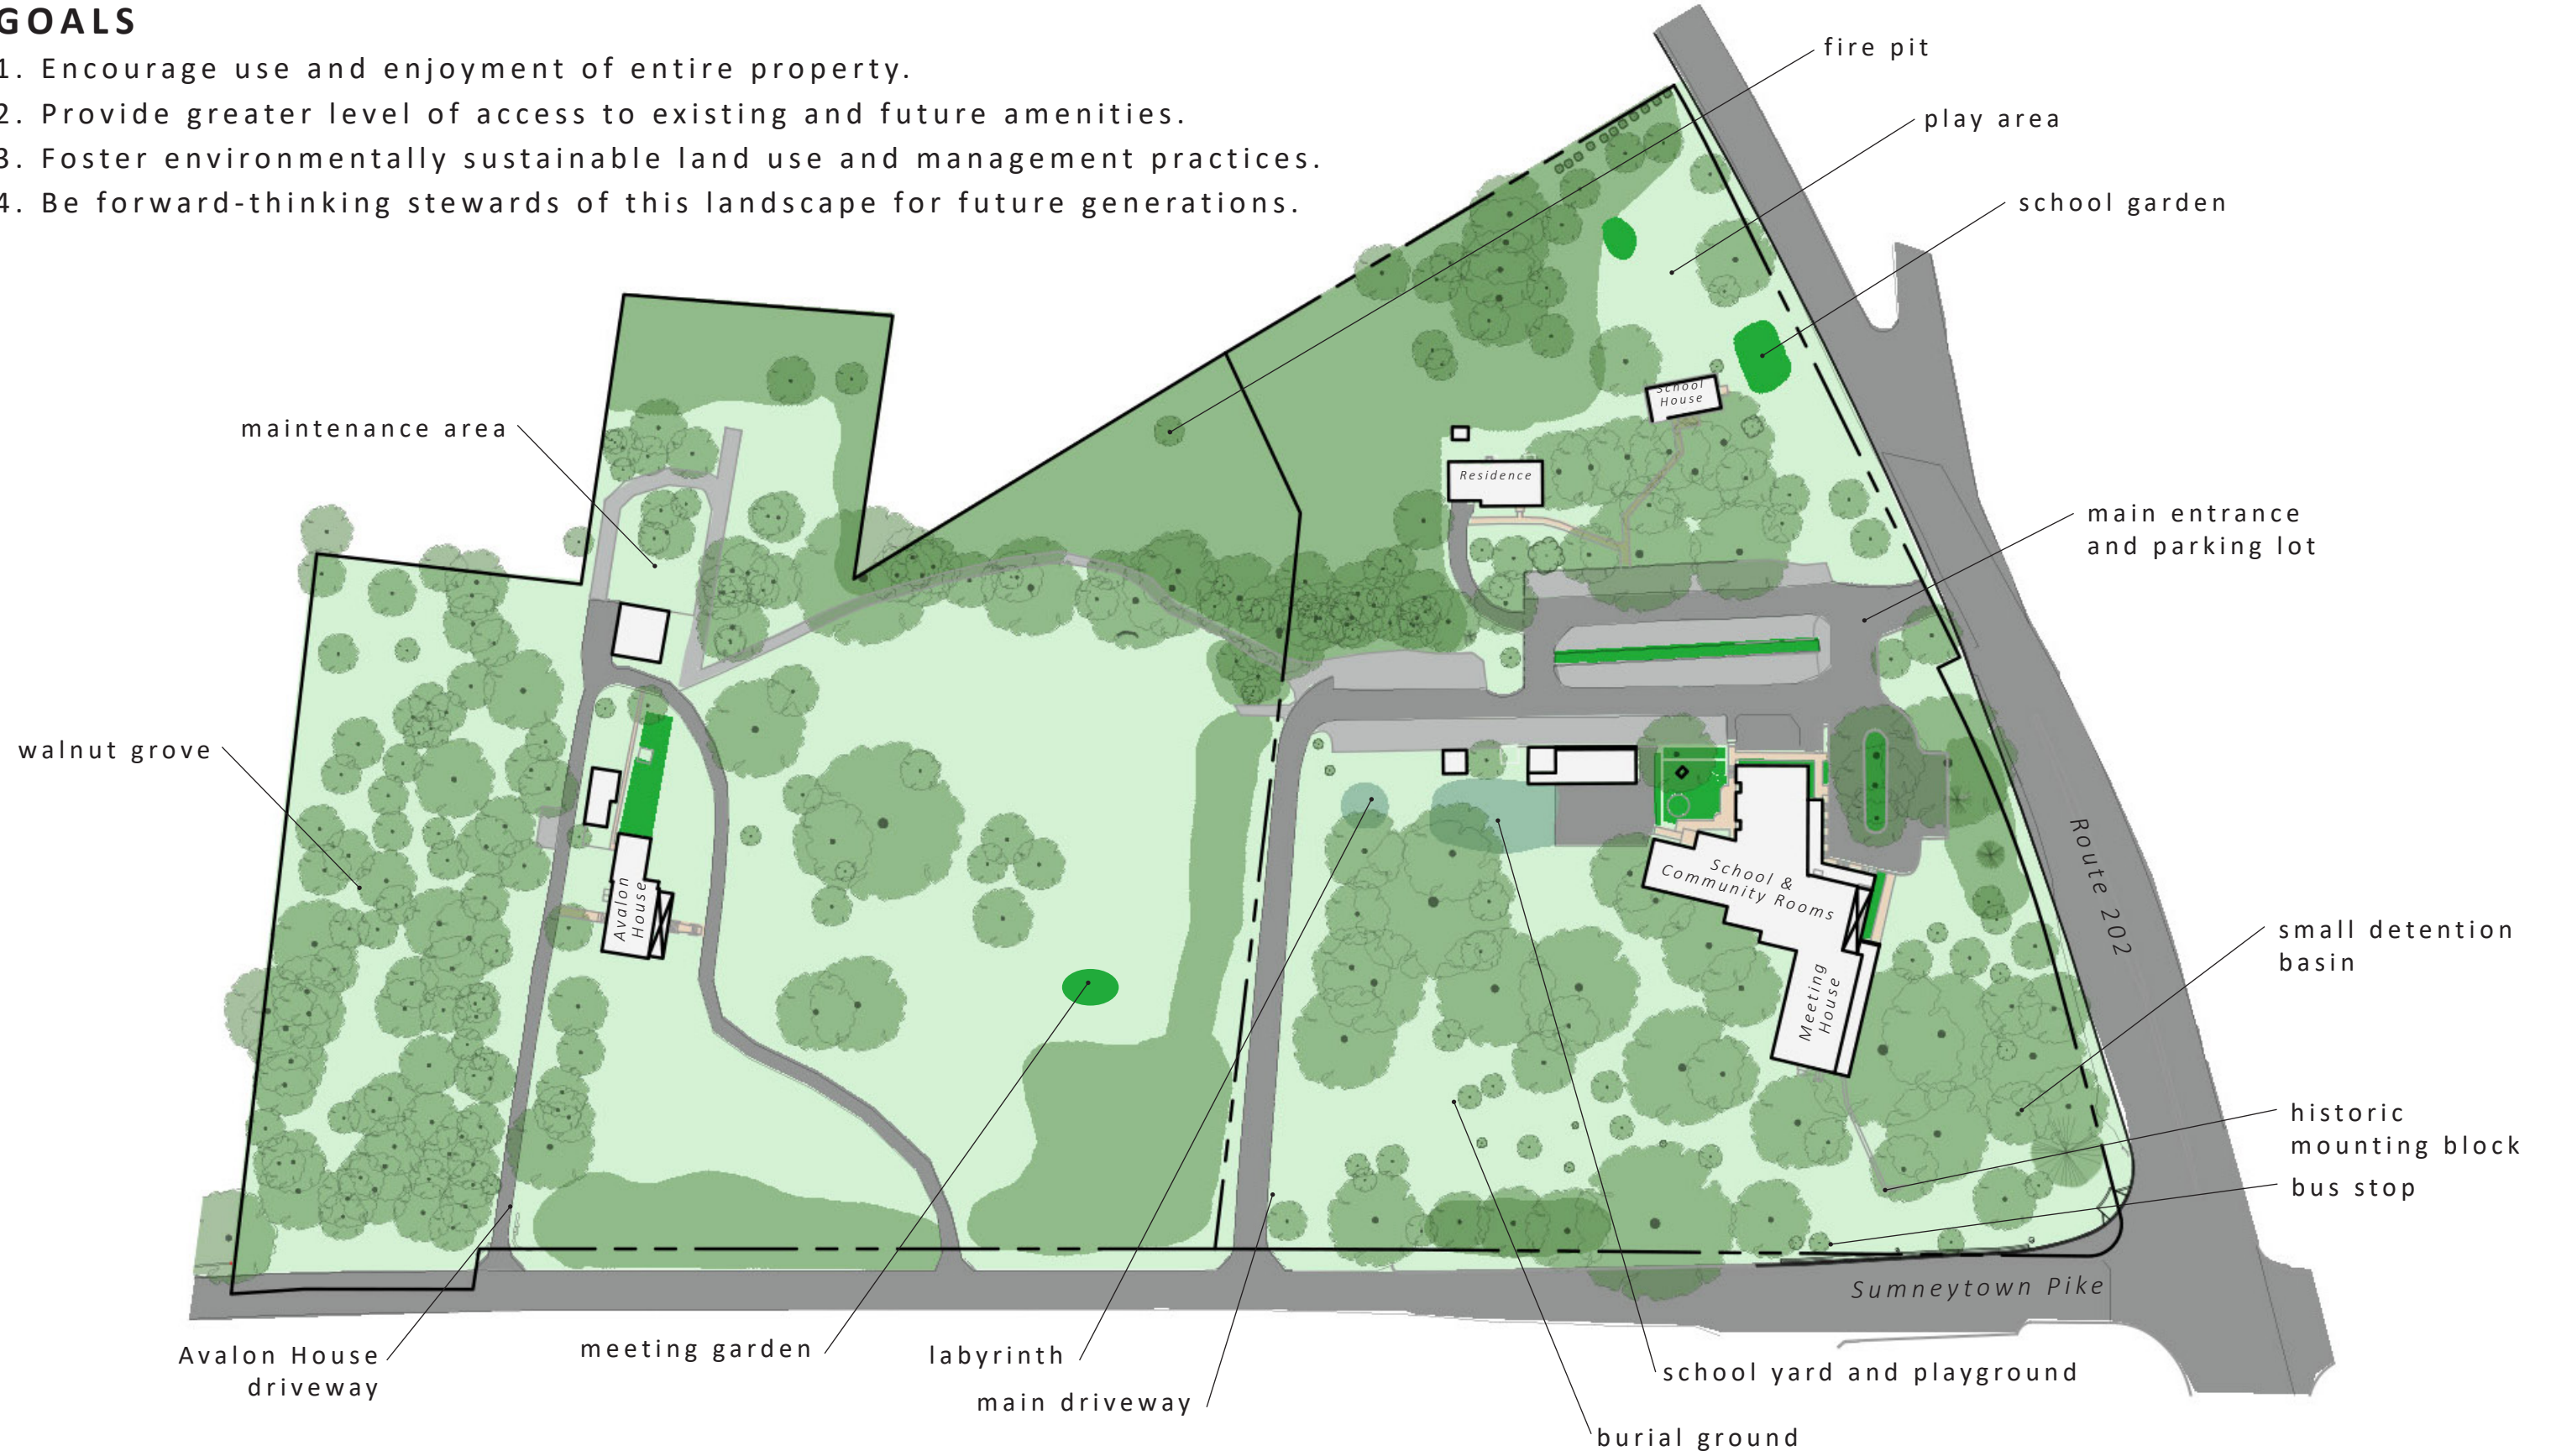 GOALS
1. Encourage use and enjoyment of entire property.
2. Provide greater level of access to existing and future amenities.
3. Foster environmentally sustainable land use and management practices.
4. Be forward-thinking stewards of this landscape for future generations.
fire pit
play area
school garden
School
House
maintenance area
Residence
main entrance
and parking lot
walnut grove
Avalon
House
School &
Community Rooms
Route 202
small detention
basin
Meeting
House
historic
mounting block
bus stop
Sumneytown Pike
Avalon House
driveway
meeting garden
labyrinth
main driveway
school yard and playground
burial ground